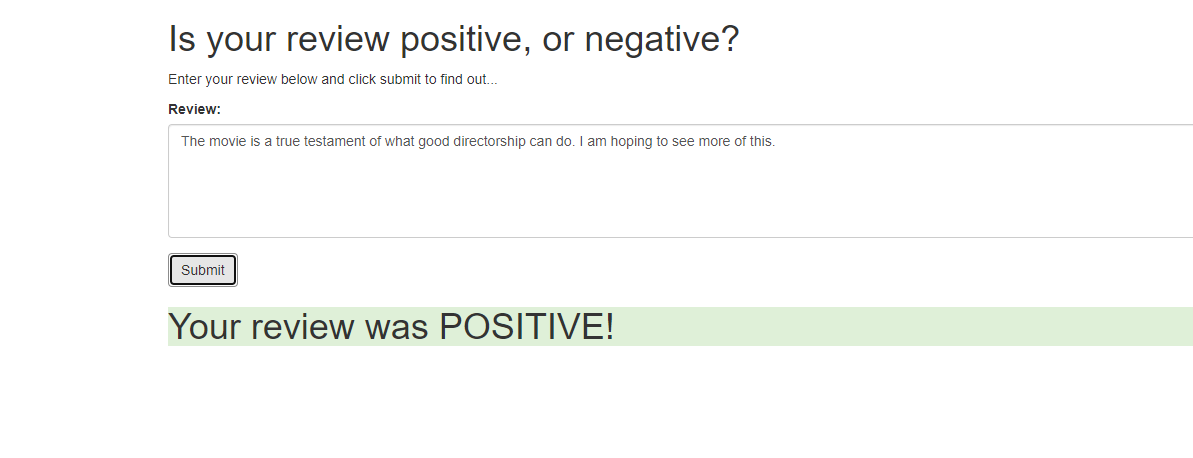 Is your review positive, or negative?
Enter your review below and click submit to find out...
Review:
The movie is a true testament of what good directorship can do. I am hoping to see more of this.
Submit
Your review was POSITIVE!